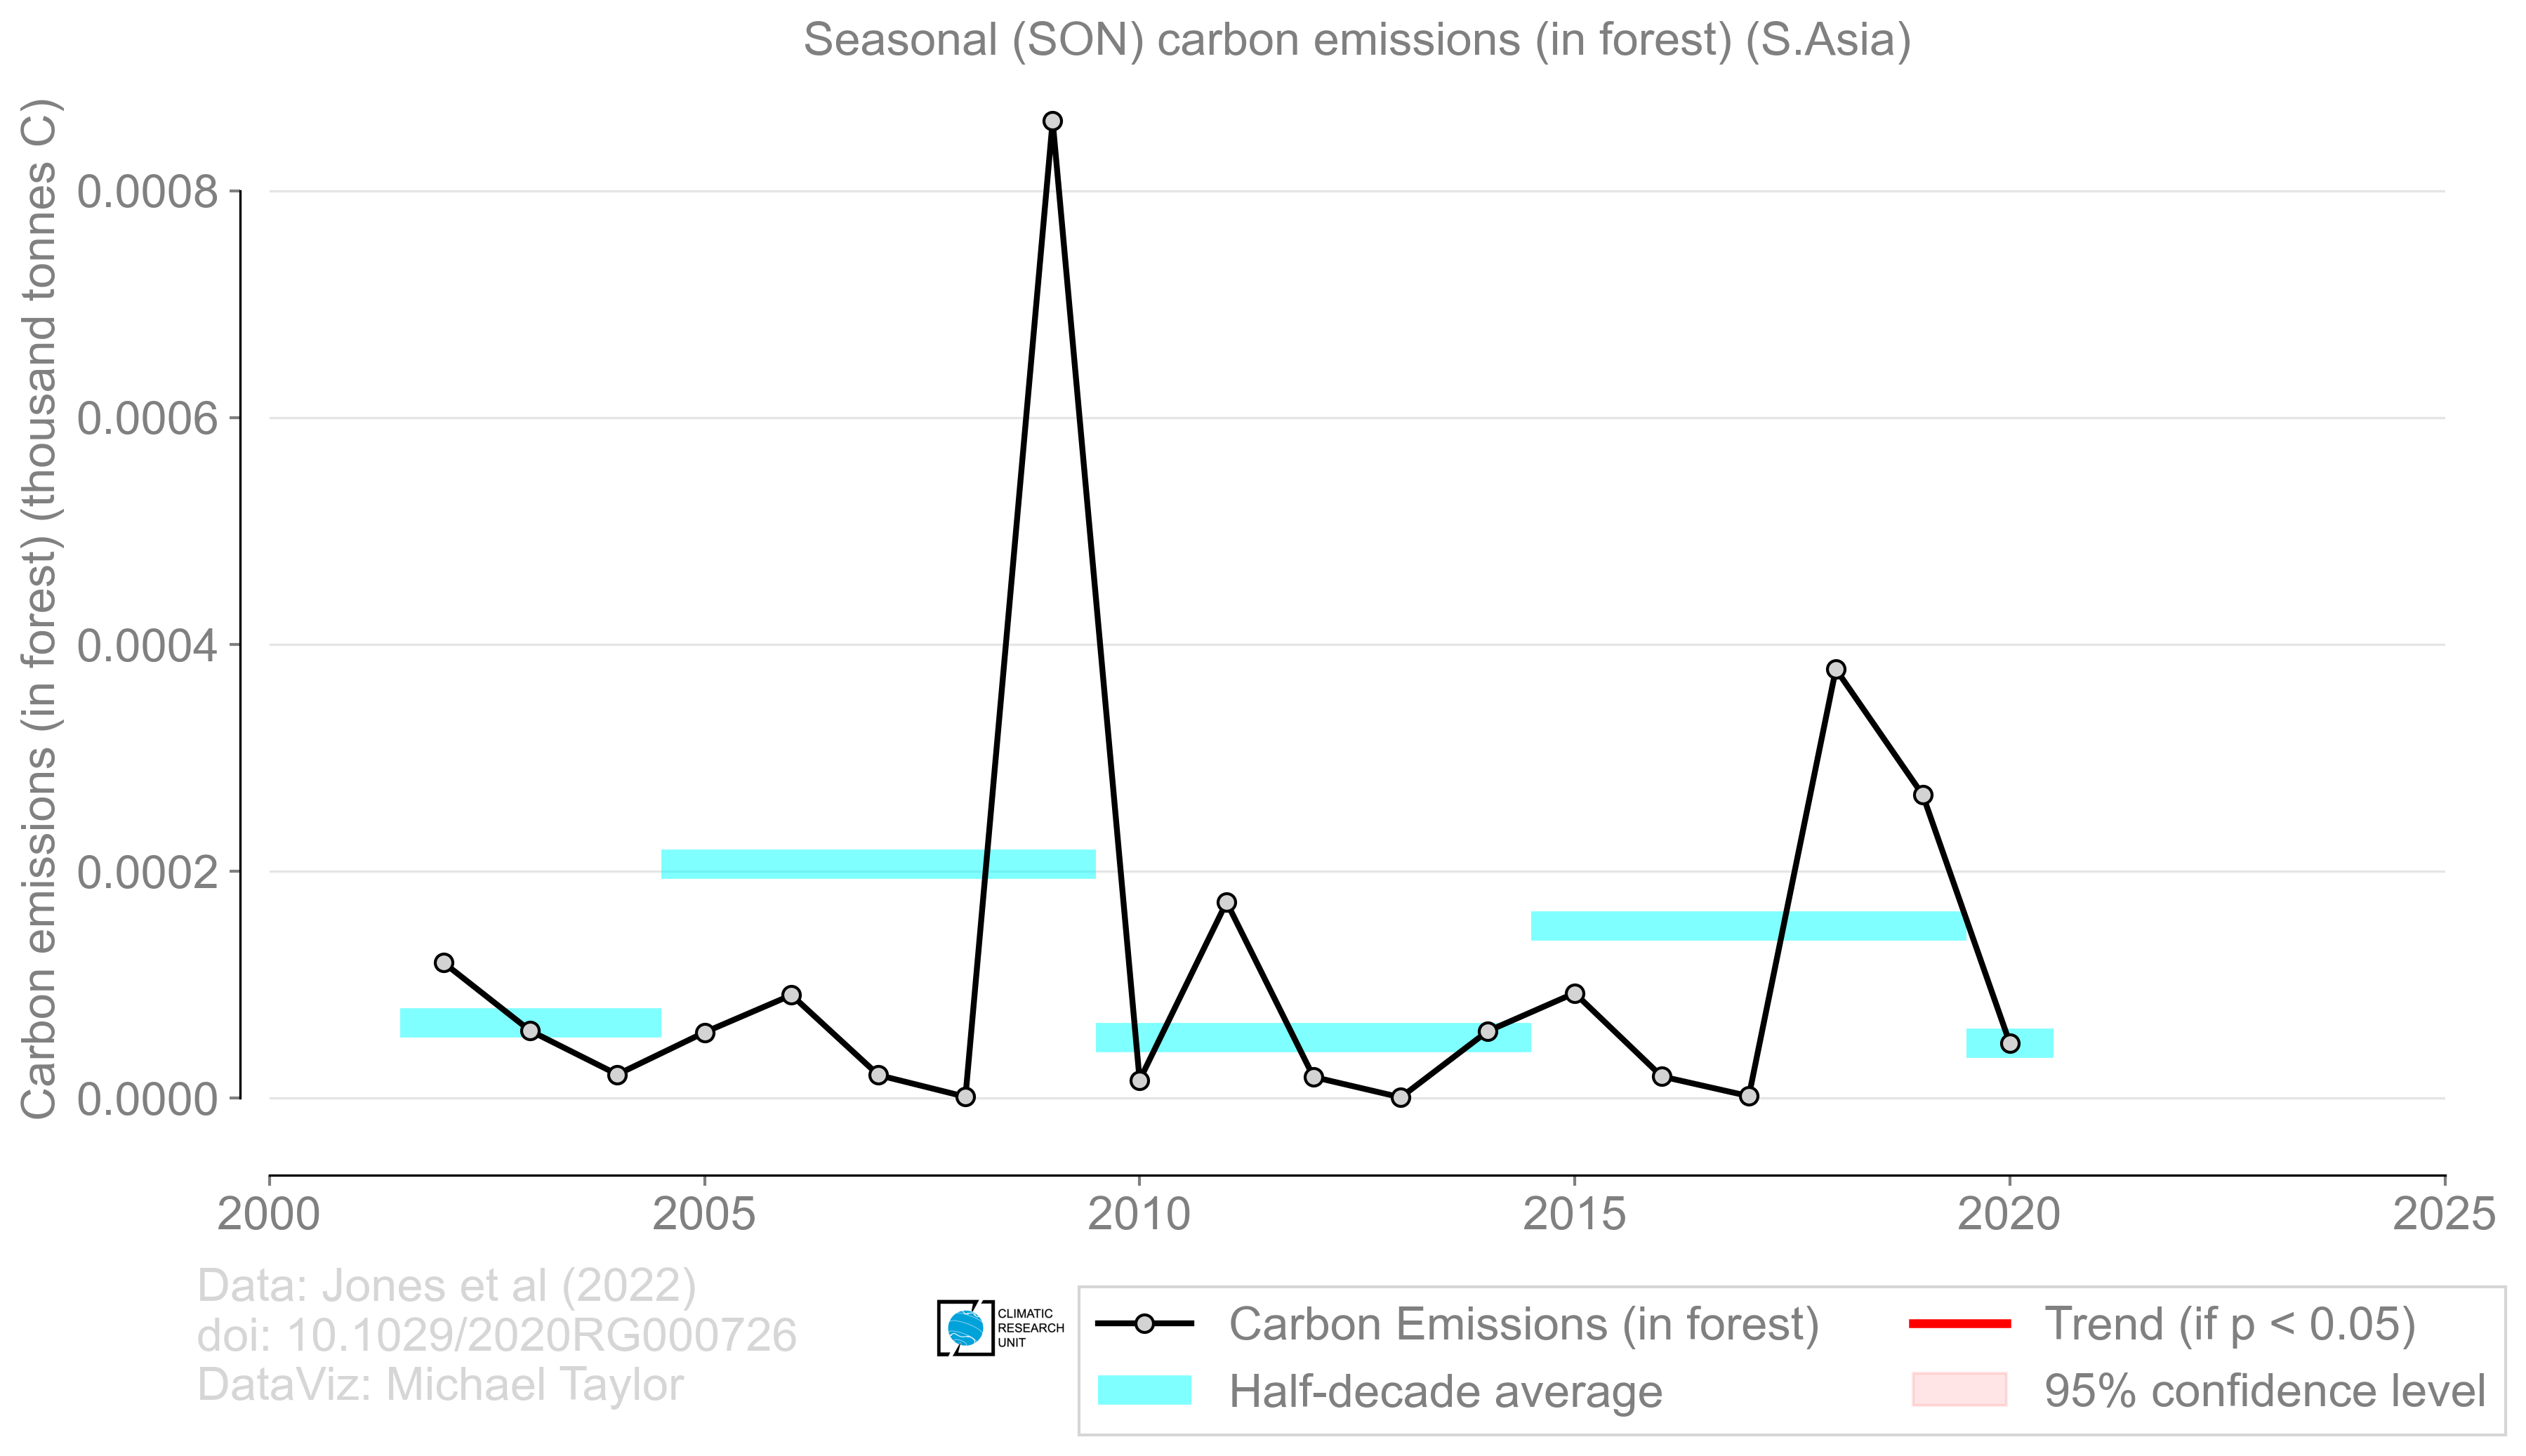 Seasonal (SON) carbon emissions (in forest) (S.Asia)
Carbon emissions (in forest) (thousand tonnes C)
0.0008
0.0006
0.0004
0.0002
0.0000
2000 2005 2010 2015 2020 2025
Data: Jones et al (2022)
doi: 10.1029/2020RG000726
DataViz: Michael Taylor
CLIMATIC
RESEARCH
UNIT
Carbon Emissions (in forest)
Half-decade average
Trend (if p < 0.05)
95% confidence level